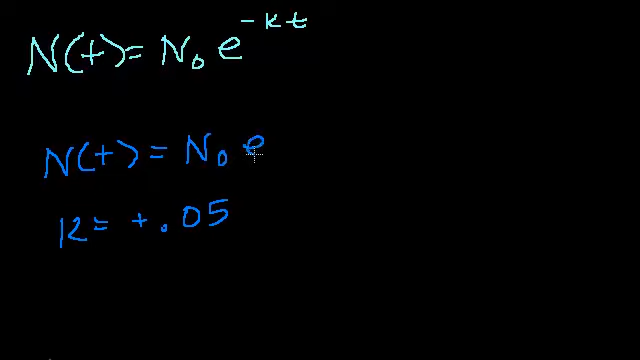 N(t) = N₀ e^{-kt}
N(t) = N₀ e
k = + .05